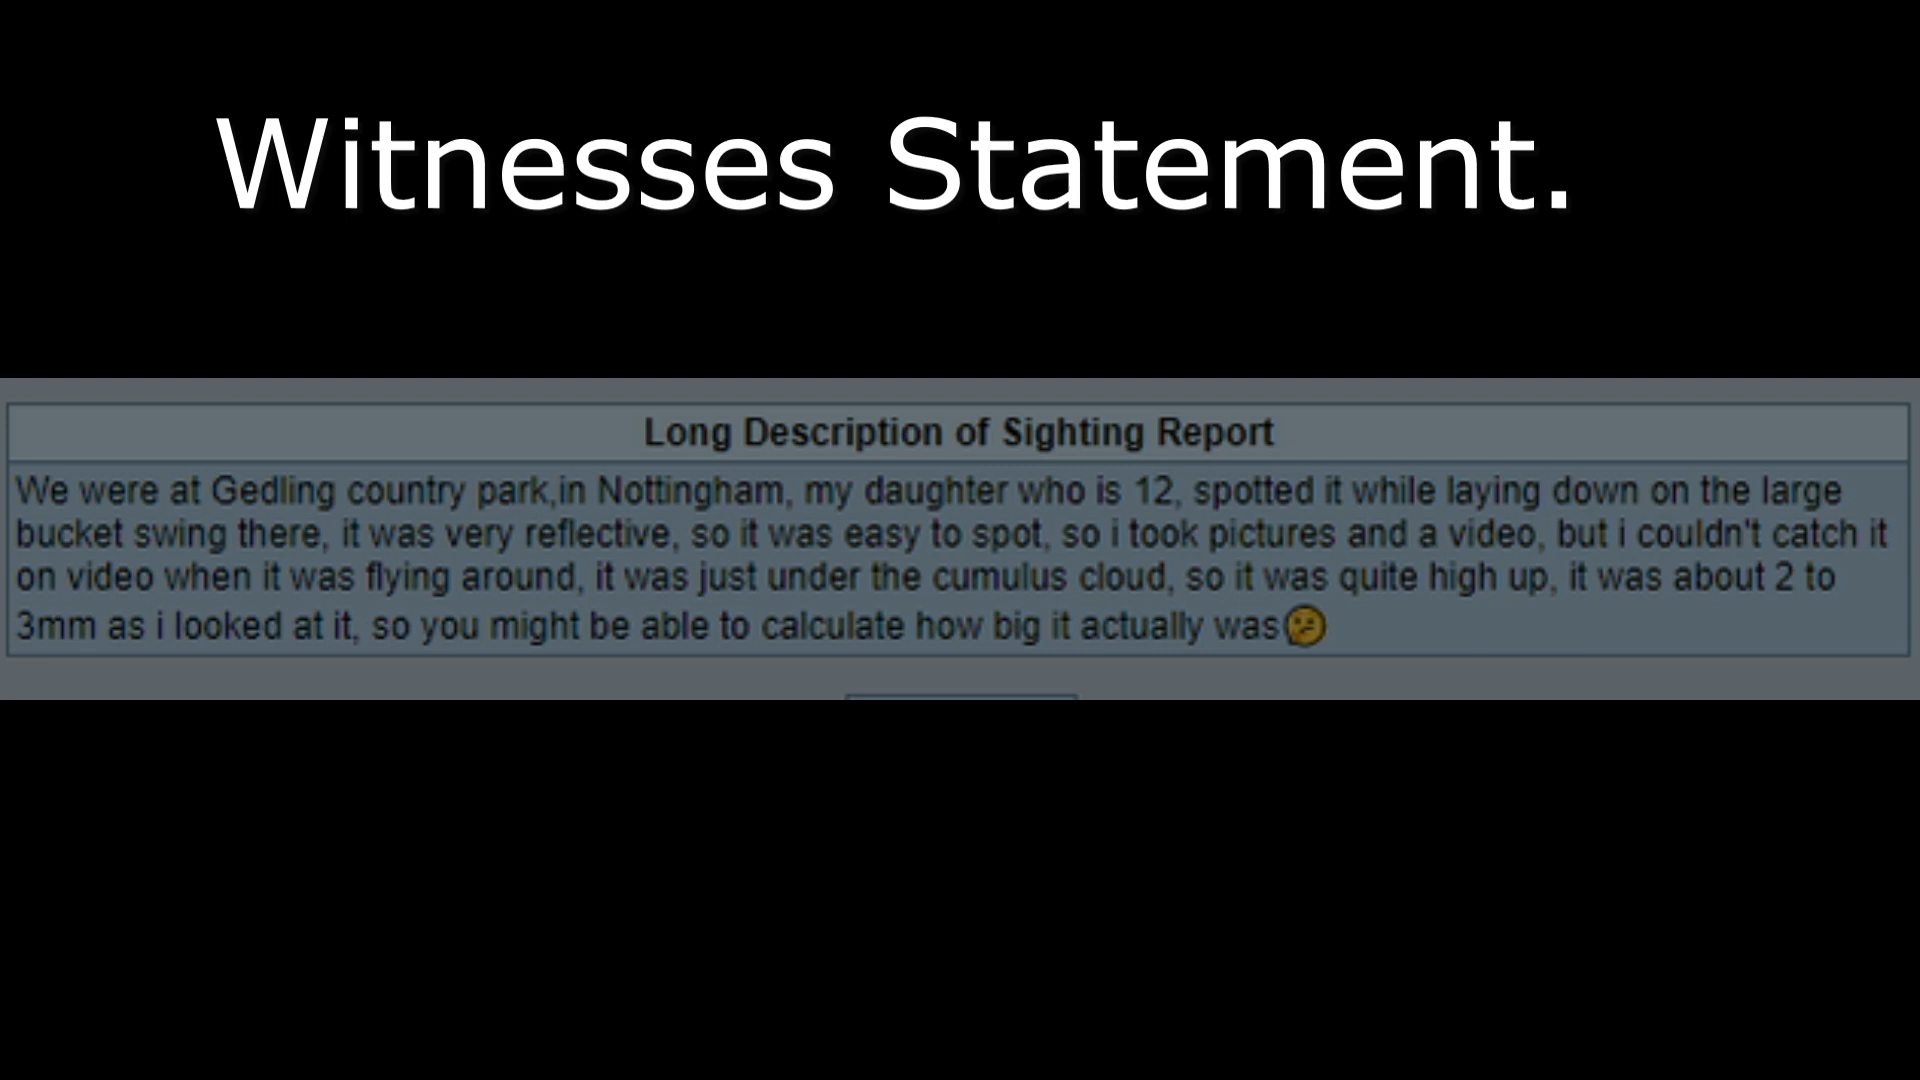 Witnesses Statement.
Long Description of Sighting Report
We were at Gedling country park,in Nottingham, my daughter who is 12, spotted it while laying down on the large
bucket swing there, it was very reflective, so it was easy to spot, so i took pictures and a video, but i couldn't catch it
on video when it was flying around, it was just under the cumulus cloud, so it was quite high up, it was about 2 to
3mm as i looked at it, so you might be able to calculate how big it actually was🫤